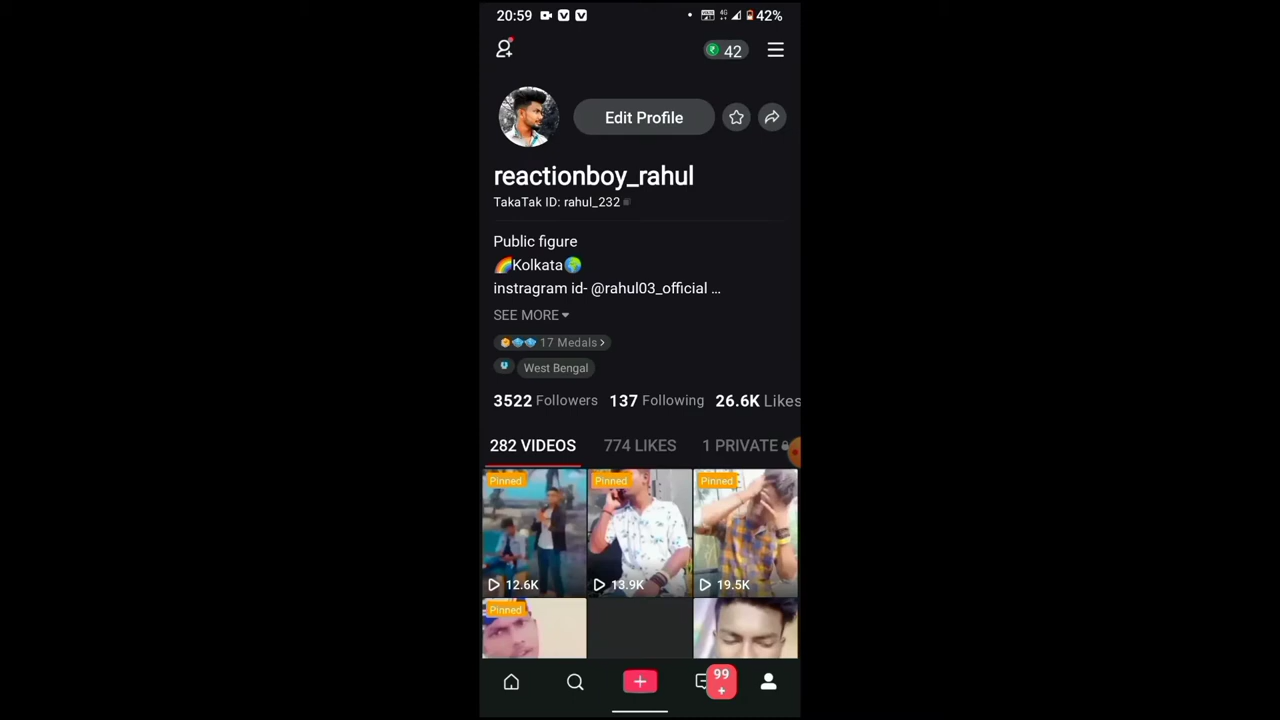 20:59 42%
42
Edit Profile
reactionboy_rahul
TakaTak ID: rahul_232
Public figure
🌈Kolkata🌍
instragram id- @rahul03_official ...
SEE MORE
17 Medals >
West Bengal
3522 Followers 137 Following 26.6K Likes
282 VIDEOS 774 LIKES 1 PRIVATE
Pinned Pinned Pinned
12.6K 13.9K 19.5K
Pinned
99
+